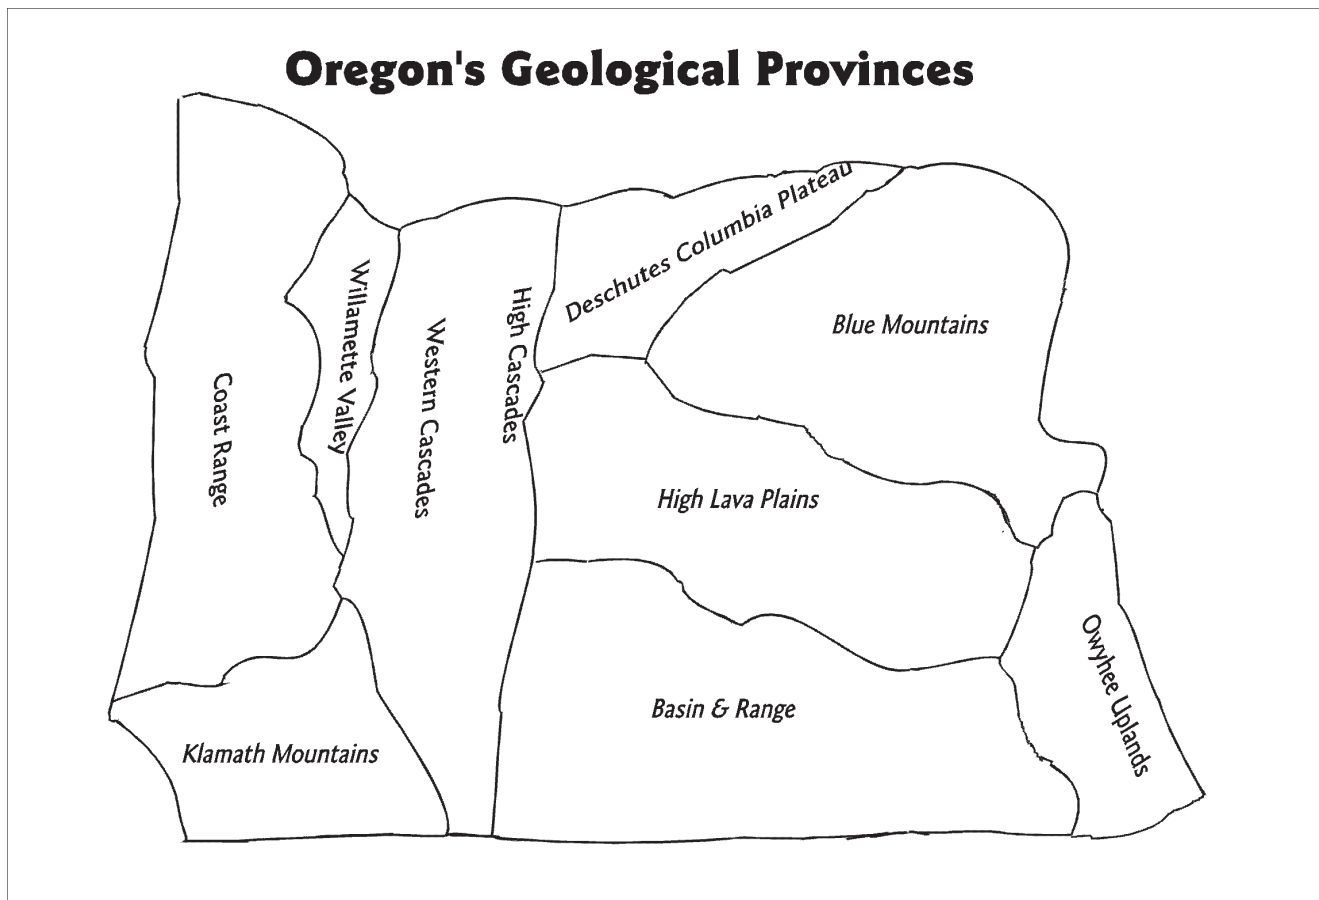 Oregon's Geological Provinces
Deschutes Columbia Plateau
Willamette Valley
High Cascades
Blue Mountains
Western Cascades
Coast Range
High Lava Plains
Owyhee Uplands
Basin & Range
Klamath Mountains